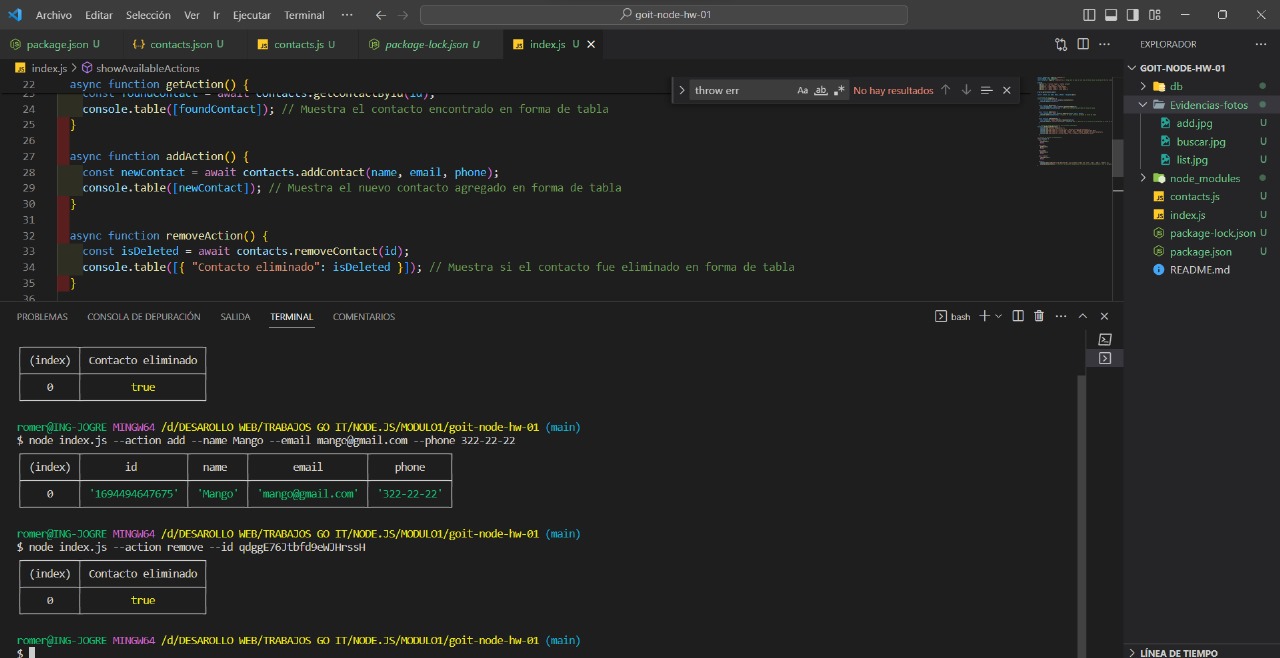 Archivo Editar Selección Ver Ir Ejecutar Terminal ··· goit-node-hw-01
package.json U contacts.json U contacts.js U package-lock.json U index.js U
index.js > showAvailableActions
22 async function getAction() {
const foundContact = await contacts.getContactById(id);
24 console.table([foundContact]); // Muestra el contacto encontrado en forma de tabla
25 }
26
27 async function addAction() {
28 const newContact = await contacts.addContact(name, email, phone);
29 console.table([newContact]); // Muestra el nuevo contacto agregado en forma de tabla
30 }
31
32 async function removeAction() {
33 const isDeleted = await contacts.removeContact(id);
34 console.table([{ "Contacto eliminado": isDeleted }]); // Muestra si el contacto fue eliminado en forma de tabla
35 }
36
throw err Aa ab .* No hay resultados
PROBLEMAS CONSOLA DE DEPURACIÓN SALIDA TERMINAL COMENTARIOS bash
(index) Contacto eliminado
0 true
romer@ING-JOGRE MINGW64 /d/DESAROLLO WEB/TRABAJOS GO IT/NODE.JS/MODULO1/goit-node-hw-01 (main)
$ node index.js --action add --name Mango --email mango@gmail.com --phone 322-22-22
(index) id name email phone
0 '1694494647675' 'Mango' 'mango@gmail.com' '322-22-22'
romer@ING-JOGRE MINGW64 /d/DESAROLLO WEB/TRABAJOS GO IT/NODE.JS/MODULO1/goit-node-hw-01 (main)
$ node index.js --action remove --id qdggE76Jtbfd9eWJHrssH
(index) Contacto eliminado
0 true
romer@ING-JOGRE MINGW64 /d/DESAROLLO WEB/TRABAJOS GO IT/NODE.JS/MODULO1/goit-node-hw-01 (main)
$
EXPLORADOR ···
GOIT-NODE-HW-01
db
Evidencias-fotos
add.jpg U
buscar.jpg U
list.jpg U
node_modules
contacts.js U
index.js U
package-lock.json U
package.json U
README.md
LÍNEA DE TIEMPO